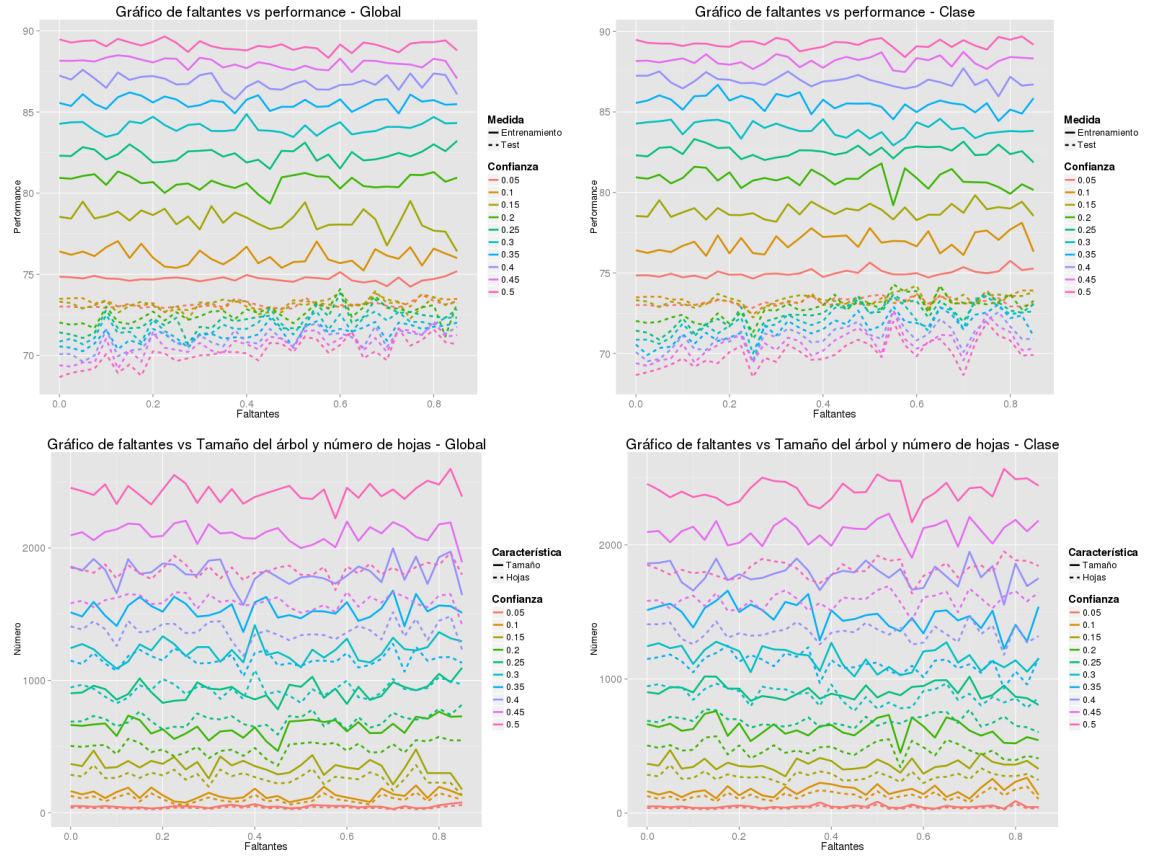 Gráfico de faltantes vs performance - Global
90
85
80
75
70
Performance
0.0
0.2
0.4
0.6
0.8
Faltantes
Medida
Entrenamiento
Test
Confianza
0.05
0.1
0.15
0.2
0.25
0.3
0.35
0.4
0.45
0.5
Gráfico de faltantes vs performance - Clase
90
85
80
75
70
Performance
0.0
0.2
0.4
0.6
0.8
Faltantes
Medida
Entrenamiento
Test
Confianza
0.05
0.1
0.15
0.2
0.25
0.3
0.35
0.4
0.45
0.5
Gráfico de faltantes vs Tamaño del árbol y número de hojas - Global
2000
1000
0
Número
0.0
0.2
0.4
0.6
0.8
Faltantes
Característica
Tamaño
Hojas
Confianza
0.05
0.1
0.15
0.2
0.25
0.3
0.35
0.4
0.45
0.5
Gráfico de faltantes vs Tamaño del árbol y número de hojas - Clase
2000
1000
0
Número
0.0
0.2
0.4
0.6
0.8
Faltantes
Característica
Tamaño
Hojas
Confianza
0.05
0.1
0.15
0.2
0.25
0.3
0.35
0.4
0.45
0.5